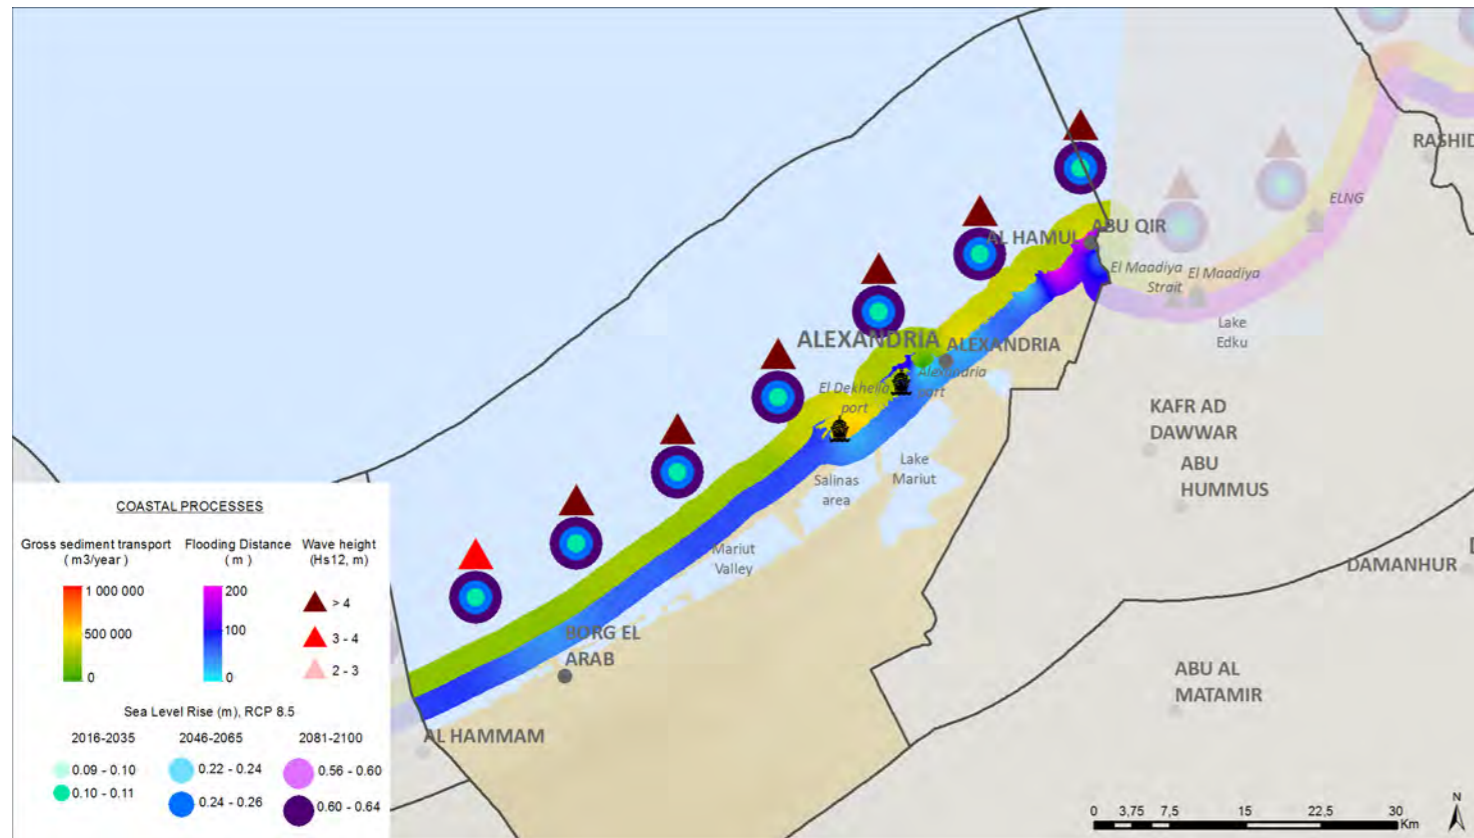 RASHID
ELNG
ABU QIR
AL HAMUL
El Maadiya
Strait
El Maadiya
Lake
Edku
ALEXANDRIA
ALEXANDRIA
Alexandria
port
El Dekheila
port
KAFR AD
DAWWAR
ABU
HUMMUS
Lake
Mariut
Salinas
area
Mariut
Valley
DAMANHUR
D
BORG EL
ARAB
ABU AL
MATAMIR
AL HAMMAM
COASTAL PROCESSES
Gross sediment transport
( m3/year )
1 000 000
500 000
0
Flooding Distance
( m )
200
100
0
Wave height
(Hs12, m)
> 4
3 - 4
2 - 3
Sea Level Rise (m), RCP 8.5
2016-2035 2046-2065 2081-2100
0.09 - 0.10 0.22 - 0.24 0.56 - 0.60
0.10 - 0.11 0.24 - 0.26 0.60 - 0.64
0 3,75 7,5 15 22,5 30
Km
N